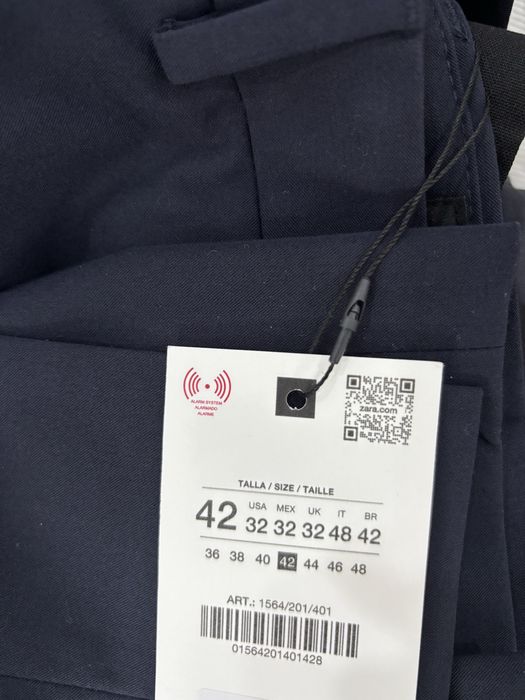 ALARM SYSTEM
ALARMADO
ALARME
zara.com
TALLA / SIZE / TAILLE
USA MEX UK IT BR
42 32 32 32 48 42
36 38 40 42 44 46 48
ART.: 1564/201/401
01564201401428